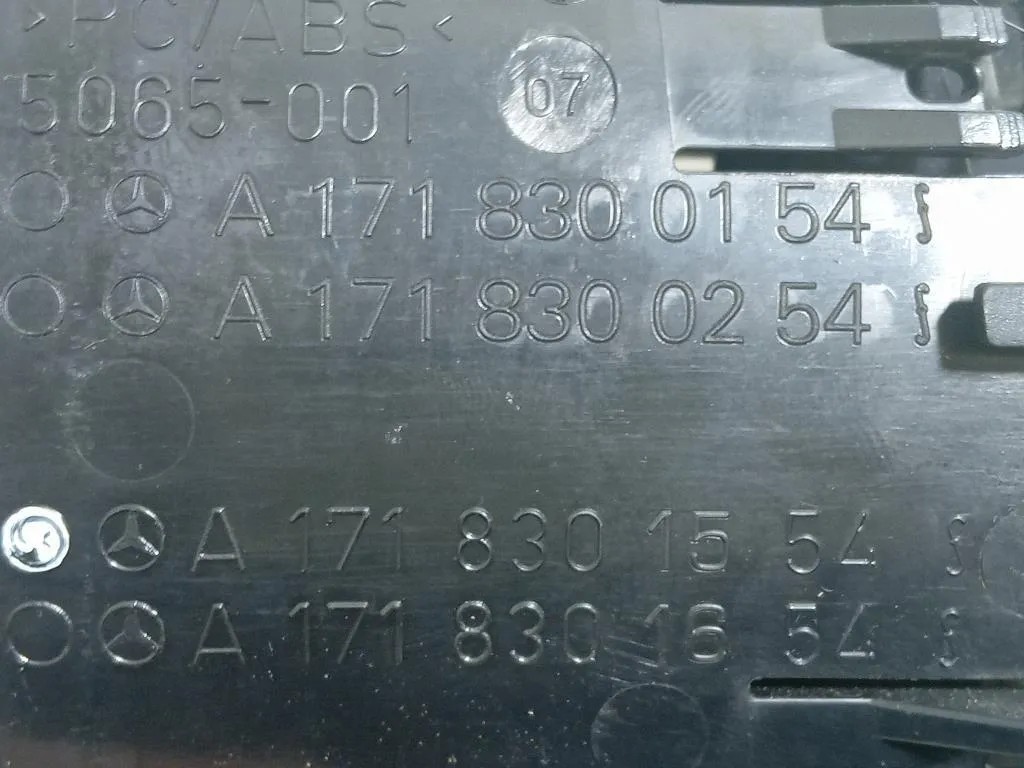 >PC/ABS<
5065-001
07
A 171 830 01 54
A 171 830 02 54
A 171 830 15 54
A 171 830 16 54